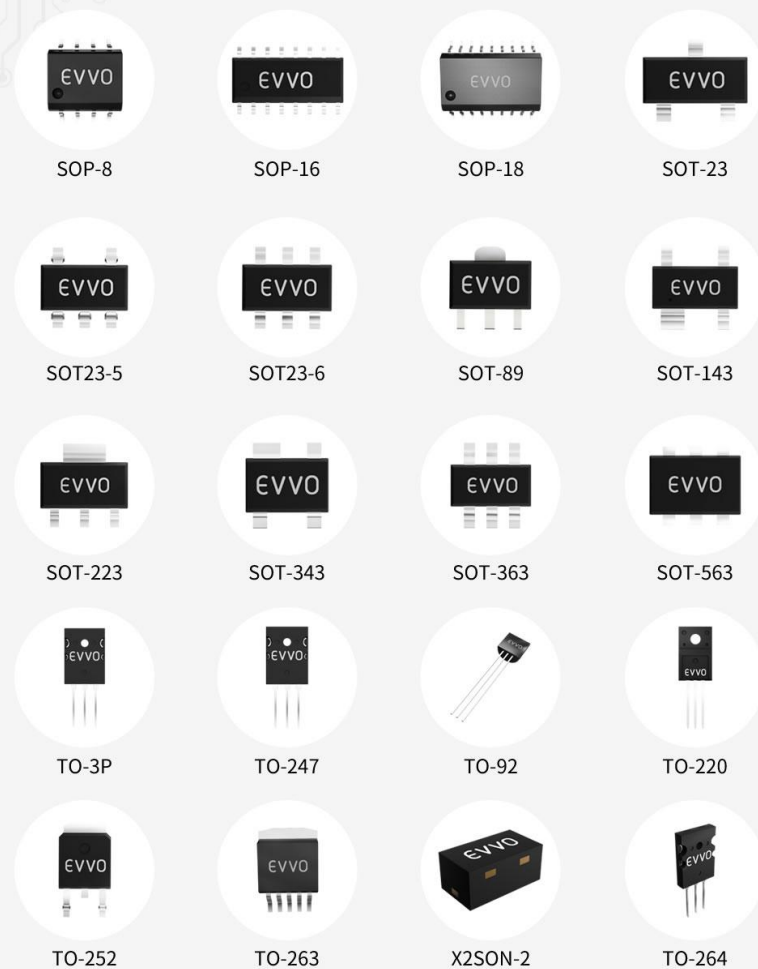 EVVO EVVO EVVO EVVO
SOP-8 SOP-16 SOP-18 SOT-23
EVVO EVVO EVVO EVVO
SOT23-5 SOT23-6 SOT-89 SOT-143
EVVO EVVO EVVO EVVO
SOT-223 SOT-343 SOT-363 SOT-563
EVVO EVVO EVVO EVVO
TO-3P TO-247 TO-92 TO-220
EVVO EVVO EVVO EVVO
TO-252 TO-263 X2SON-2 TO-264